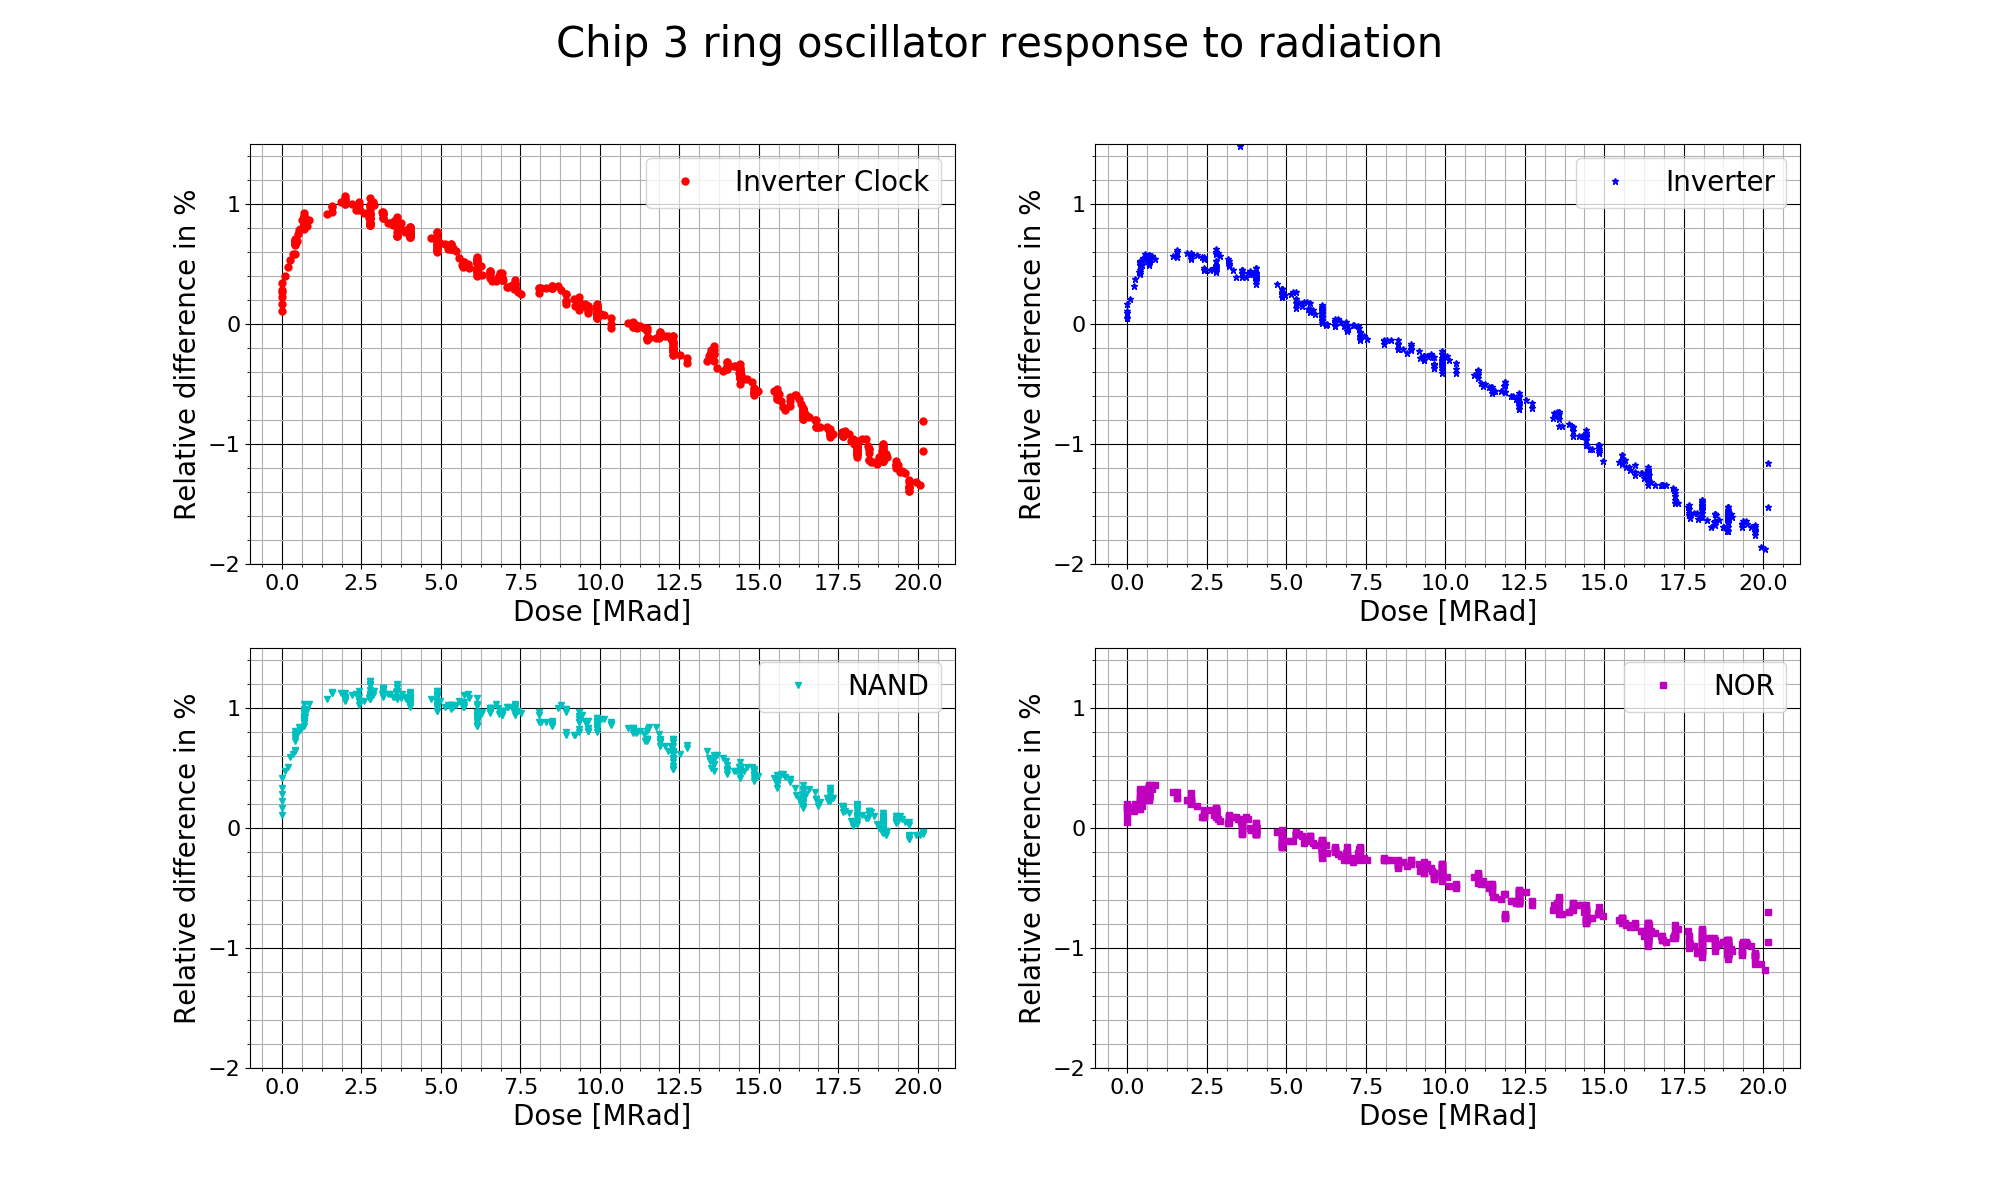 Chip 3 ring oscillator response to radiation
Relative difference in %
1
0
−1
−2
Inverter Clock
0.0 2.5 5.0 7.5 10.0 12.5 15.0 17.5 20.0
Dose [MRad]
Relative difference in %
1
0
−1
−2
Inverter
0.0 2.5 5.0 7.5 10.0 12.5 15.0 17.5 20.0
Dose [MRad]
Relative difference in %
1
0
−1
−2
NAND
0.0 2.5 5.0 7.5 10.0 12.5 15.0 17.5 20.0
Dose [MRad]
Relative difference in %
1
0
−1
−2
NOR
0.0 2.5 5.0 7.5 10.0 12.5 15.0 17.5 20.0
Dose [MRad]